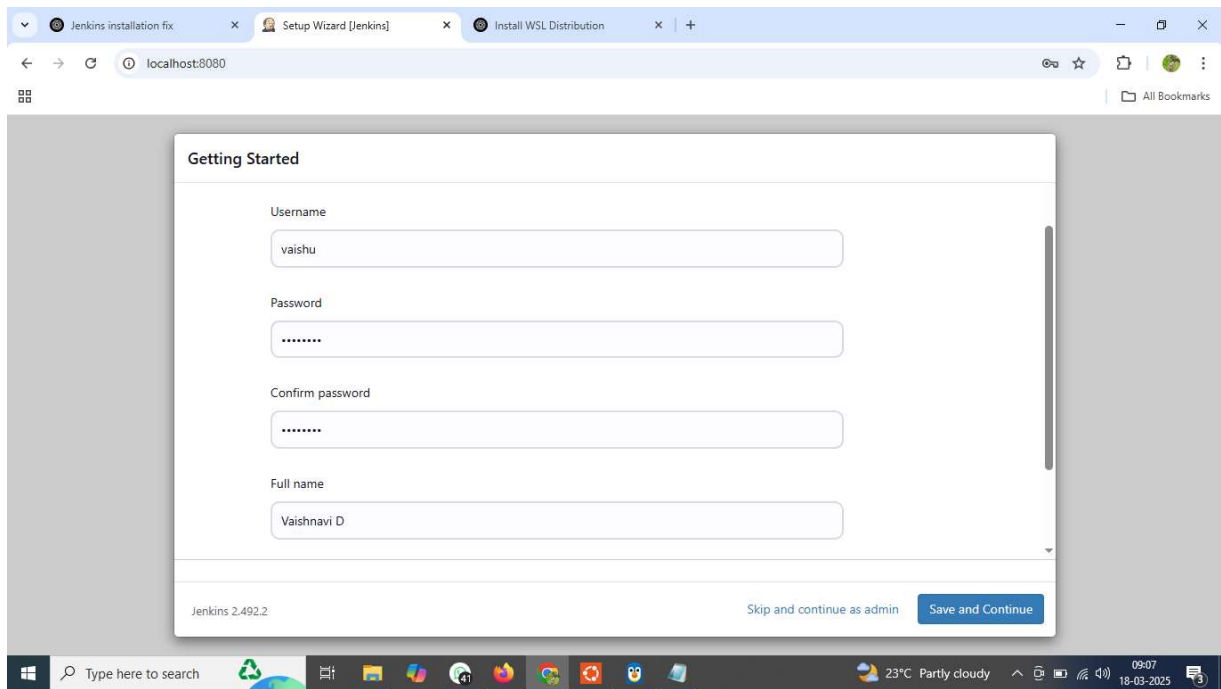 Jenkins installation fix
Setup Wizard [Jenkins]
Install WSL Distribution
localhost:8080
All Bookmarks
Getting Started
Username
vaishu
Password
••••••••
Confirm password
••••••••
Full name
Vaishnavi D
Jenkins 2.492.2
Skip and continue as admin
Save and Continue
Type here to search
41
23°C Partly cloudy
09:07
18-03-2025
3